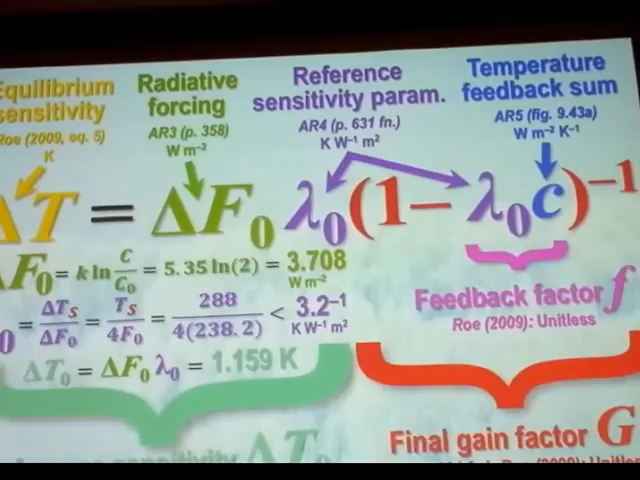 Equilibrium sensitivity
Roe (2009, eq. 5)
K
Radiative forcing
AR3 (p. 358)
W m⁻²
Reference sensitivity param.
AR4 (p. 631 fn.)
K W⁻¹ m²
Temperature feedback sum
AR5 (fig. 9.43a)
W m⁻² K⁻¹
ΔT = ΔF₀ λ₀(1− λ₀c)⁻¹
ΔF₀ = k ln C/C₀ = 5.35 ln(2) = 3.708 W m⁻²
₀ = ΔTs/ΔF₀ = Ts/4F₀ = 288/4(238.2) < 3.2⁻¹ K W⁻¹ m²
ΔT₀ = ΔF₀ λ₀ = 1.159 K
Feedback factor f
Roe (2009): Unitless
Final gain factor G
sensitivity ΔT₀